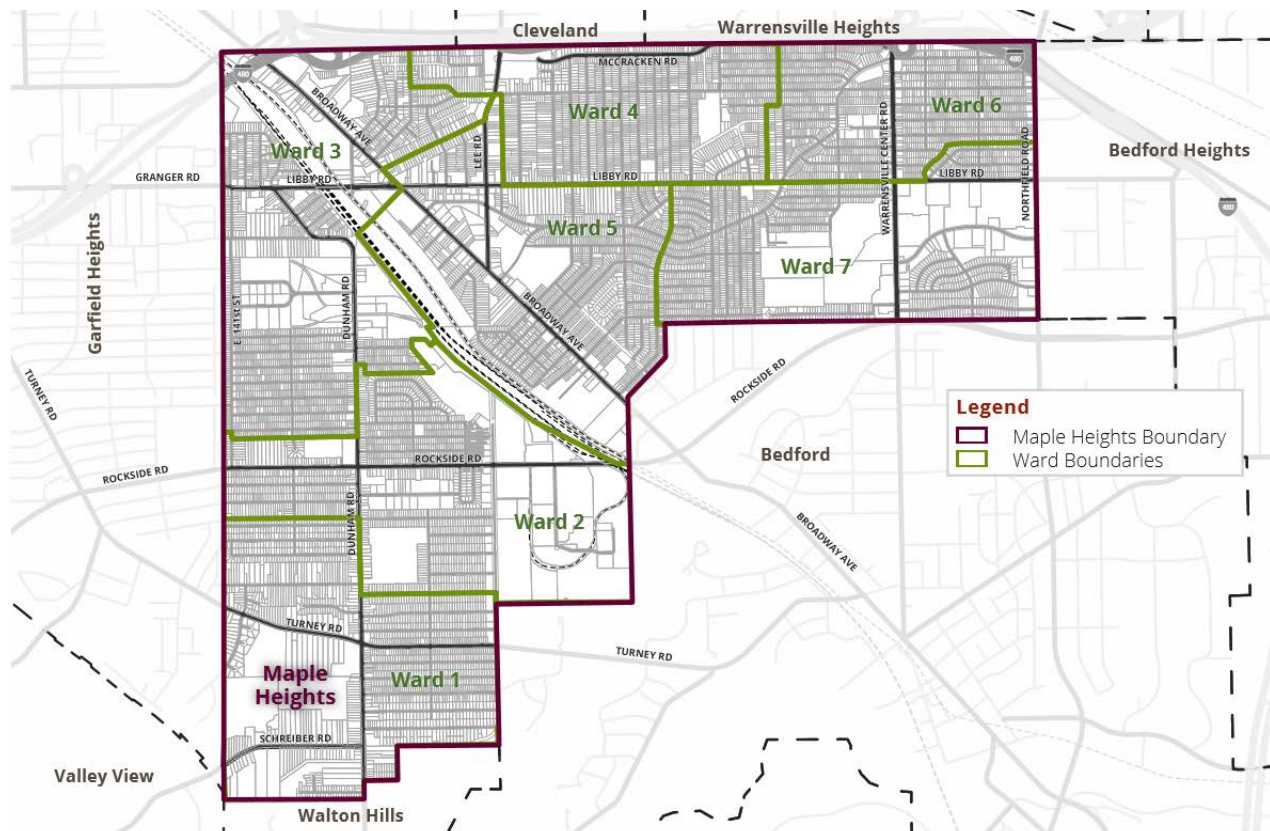 Cleveland
Warrensville Heights
480
480
MCCRACKEN RD
BROADWAY AVE
Ward 4
Ward 6
WARRENSVILLE CENTER RD
NORTHFIELD ROAD
Ward 3
LEE RD
Bedford Heights
GRANGER RD
LIBBY RD
LIBBY RD
LIBBY RD
480
Garfield Heights
Ward 5
Ward 7
E 141st ST
DUNHAM RD
BROADWAY AVE
TURNEY RD
ROCKSIDE RD
Legend
Maple Heights Boundary
Ward Boundaries
ROCKSIDE RD
ROCKSIDE RD
Bedford
DUNHAM RD
Ward 2
BROADWAY AVE
TURNEY RD
TURNEY RD
Maple
Heights
Ward 1
SCHREIBER RD
Valley View
Walton Hills